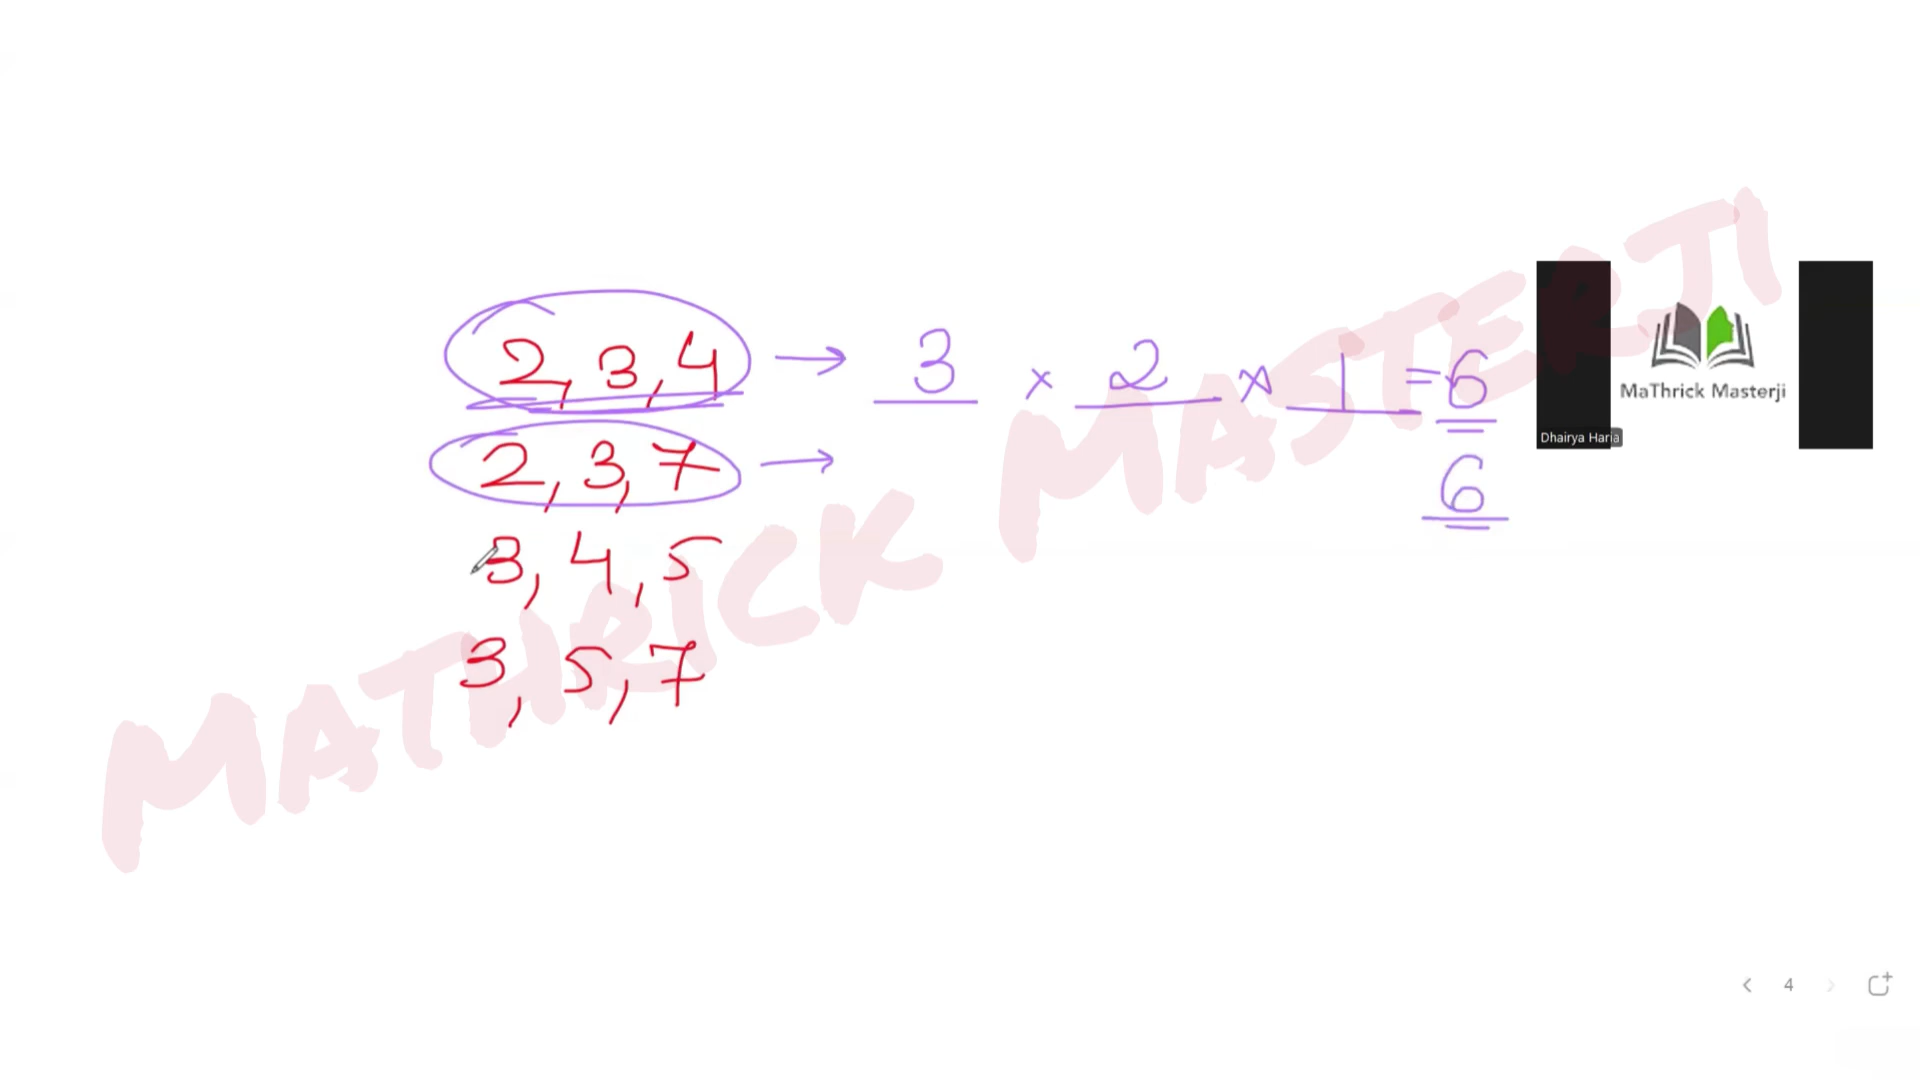 2, 3, 4 → 3 × 2 × 1 = 6
2, 3, 7 → 6
3, 4, 5
3, 5, 7
MATHRICK MASTERJI
MaThrick Masterji
Dhairya Haria
4